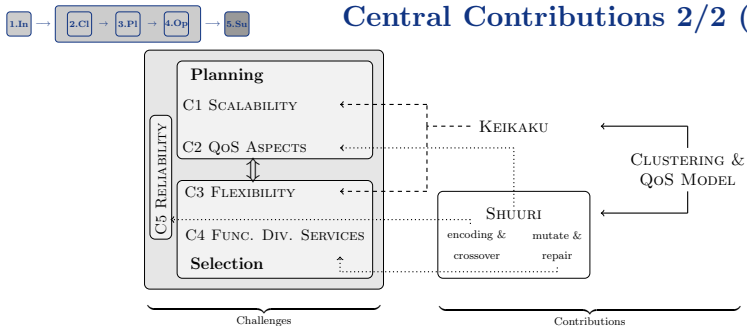 1.In → 2.Cl → 3.Pl → 4.Op → 5.Su
Central Contributions 2/2 (
Planning
C1 Scalability
C2 QoS Aspects
C3 Flexibility
C4 Func. Div. Services
Selection
C5 Reliability
Keikaku
Clustering &
QoS Model
Shuuri
encoding &
crossover
mutate &
repair
Challenges
Contributions